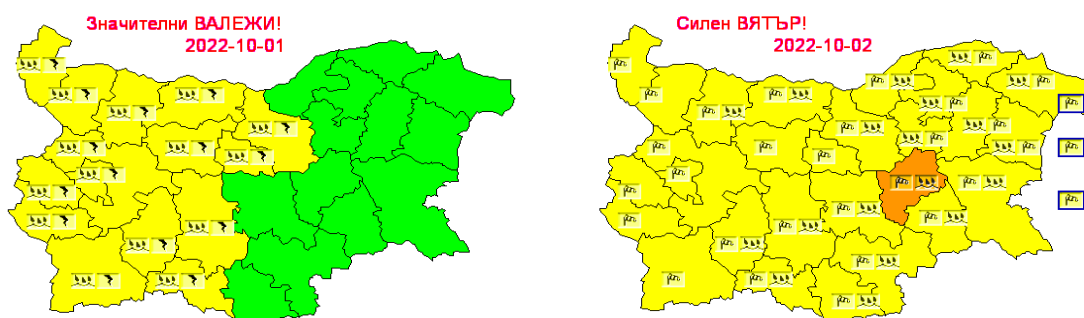 Значителни ВАЛЕЖИ!
2022-10-01
Силен ВЯТЪР!
2022-10-02